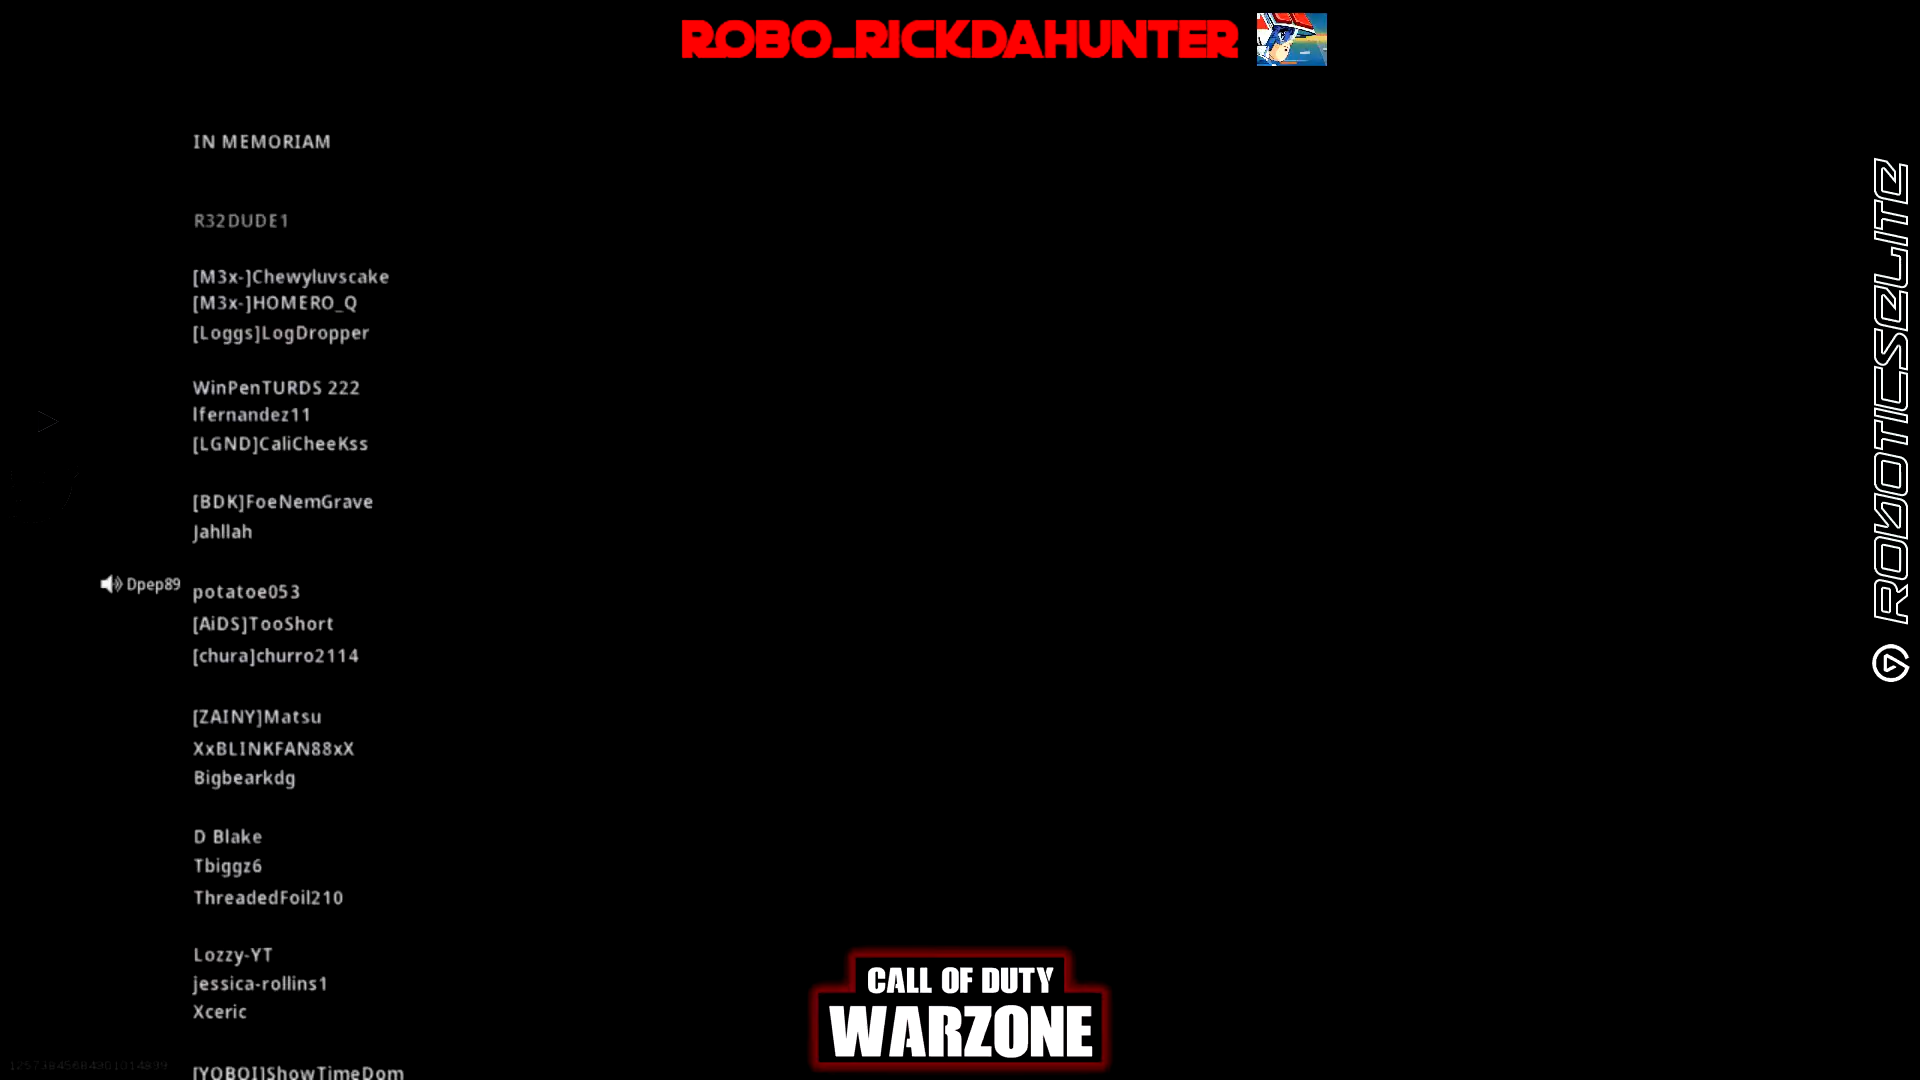 ROBO_RICKDAHUNTER
IN MEMORIAM
R32DUDE1
[M3x-]Chewyluvscake
[M3x-]HOMERO_Q
[Loggs]LogDropper
WinPenTURDS 222
lfernandez11
[LGND]CaliCheeKss
[BDK]FoeNemGrave
Jahllah
Dpep89
potatoe053
[AiDS]TooShort
[chura]churro2114
[ZAINY]Matsu
XxBLINKFAN88xX
Bigbearkdg
D Blake
Tbiggz6
ThreadedFoil210
Lozzy-YT
jessica-rollins1
Xceric
[YOBOI]ShowTimeDom
CALL OF DUTY
WARZONE
ROBOTICSELITE